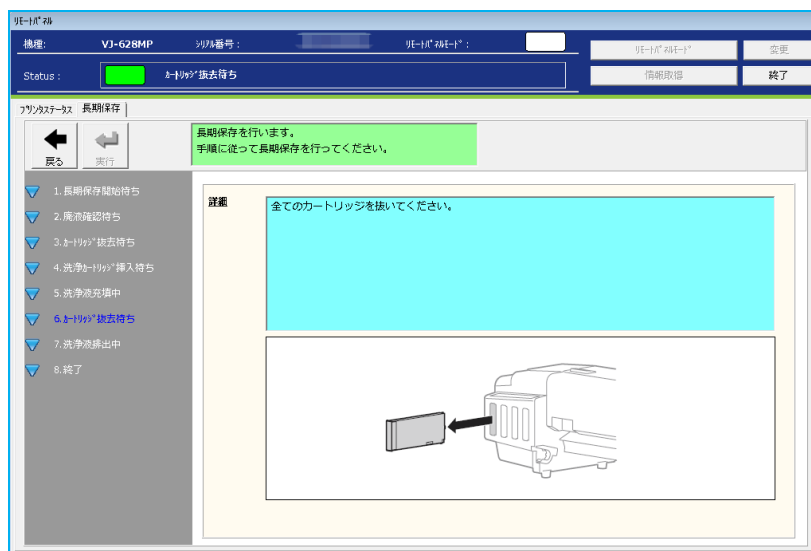 ﾘﾓｰﾄﾊﾟﾈﾙ
機種: VJ-628MP ｼﾘｱﾙ番号： ﾘﾓｰﾄﾊﾟﾈﾙﾓｰﾄﾞ： ﾘﾓｰﾄﾊﾟﾈﾙﾓｰﾄﾞ 変更
Status： ｶｰﾄﾘｯｼﾞ抜去待ち 情報取得 終了
ﾌﾟﾘﾝﾀｽﾃｰﾀｽ 長期保存
戻る 実行
長期保存を行います。
手順に従って長期保存を行ってください。
1.長期保存開始待ち
2.廃液確認待ち
3.ｶｰﾄﾘｯｼﾞ抜去待ち
4.洗浄ｶｰﾄﾘｯｼﾞ挿入待ち
5.洗浄液充填中
6.ｶｰﾄﾘｯｼﾞ抜去待ち
7.洗浄液排出中
8.終了
詳細
全てのカートリッジを抜いてください。